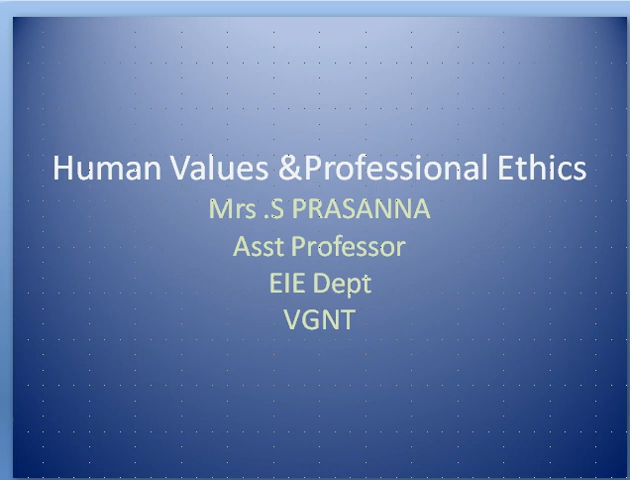 Human Values &Professional Ethics
Mrs .S PRASANNA
Asst Professor
EIE Dept
VGNT